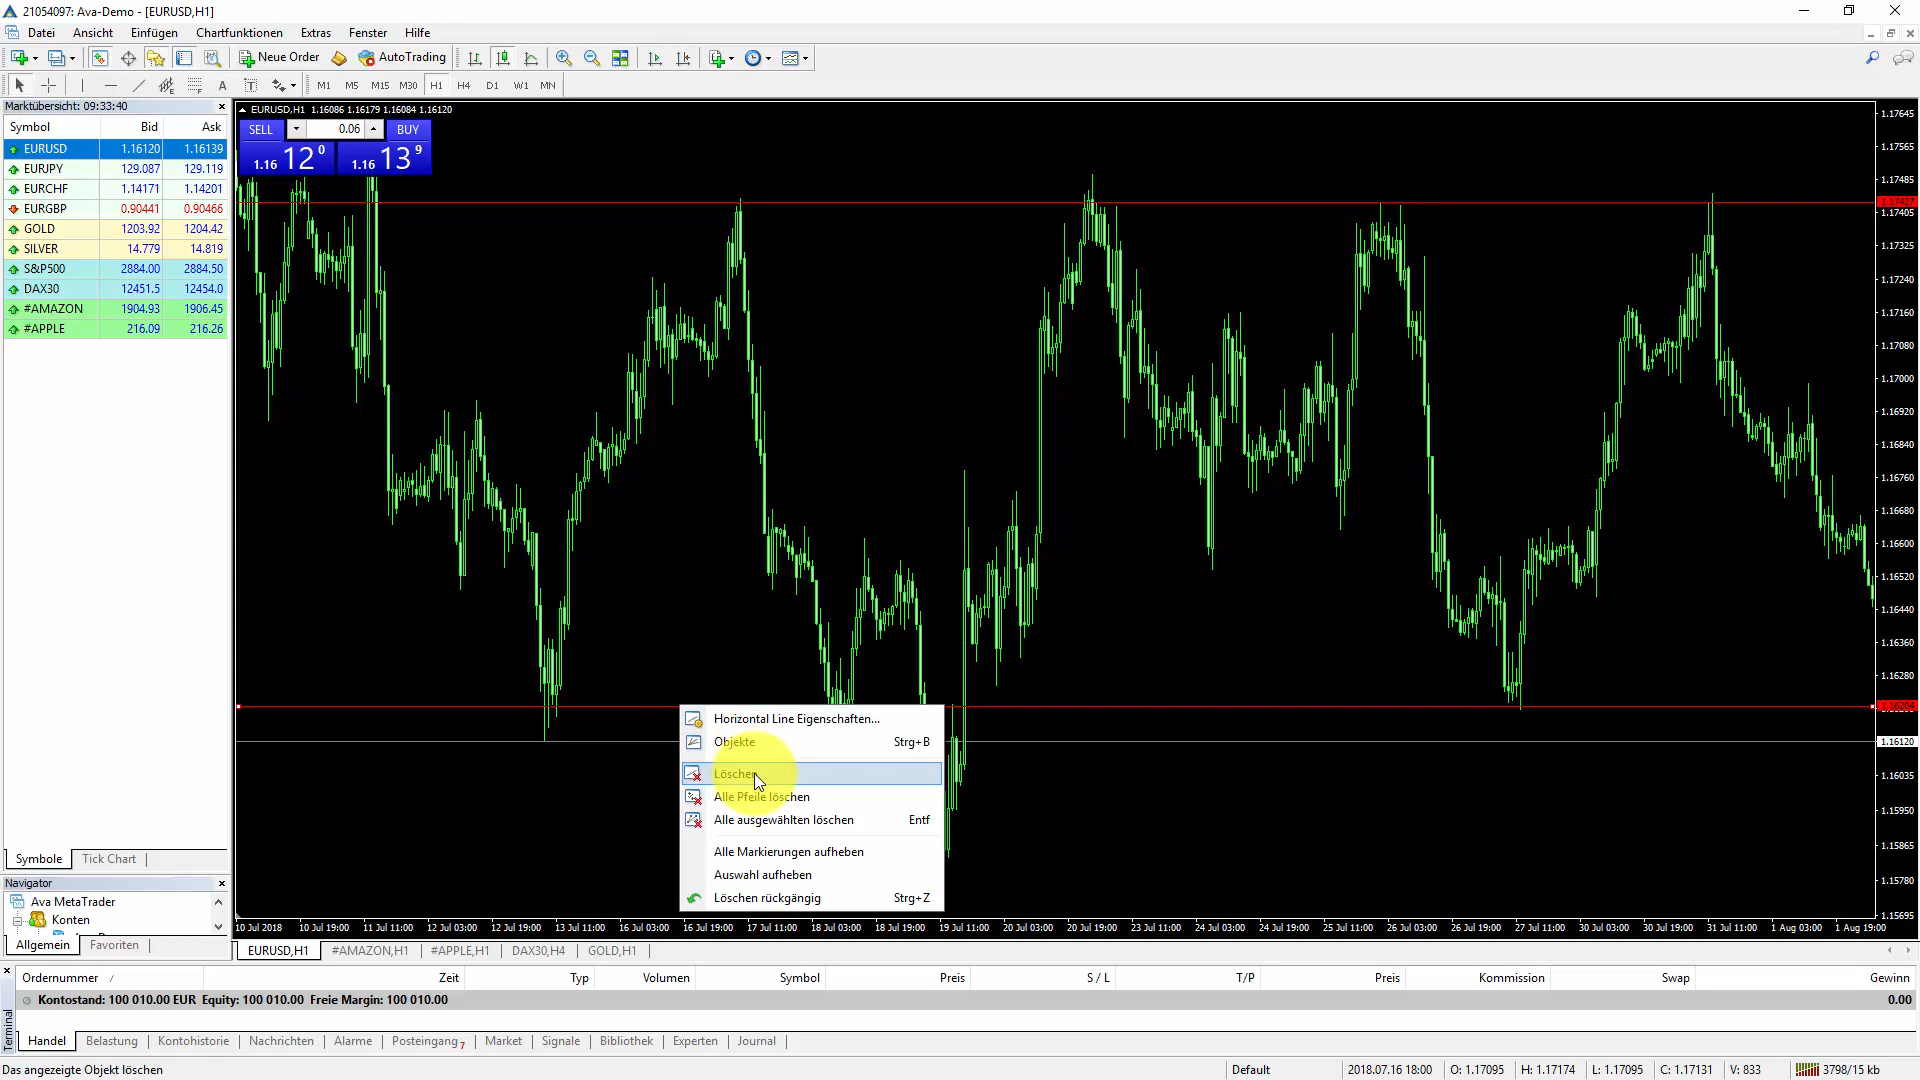 21054097: Ava-Demo - [EURUSD,H1]
Datei Ansicht Einfügen Chartfunktionen Extras Fenster Hilfe
Neue Order AutoTrading
A T M1 M5 M15 M30 H1 H4 D1 W1 MN
Marktübersicht: 09:33:40
Symbol Bid Ask
EURUSD 1.16120 1.16139
EURJPY 129.087 129.119
EURCHF 1.14171 1.14201
EURGBP 0.90441 0.90466
GOLD 1203.92 1204.42
SILVER 14.779 14.819
S&P500 2884.00 2884.50
DAX30 12451.5 12454.0
#AMAZON 1904.93 1906.45
#APPLE 216.09 216.26
Symbole Tick Chart
Navigator
Ava MetaTrader
Konten
Allgemein Favoriten
EURUSD,H1 1.16086 1.16179 1.16084 1.16120
SELL 0.06 BUY
1.16 12 0 1.16 13 9
1.17645
1.17565
1.17485
1.17427
1.17405
1.17325
1.17240
1.17160
1.17080
1.17000
1.16920
1.16840
1.16760
1.16680
1.16600
1.16520
1.16440
1.16360
1.16280
1.16204
1.16120
1.16035
1.15950
1.15865
1.15780
1.15695
Horizontal Line Eigenschaften...
Objekte Strg+B
Löschen
Alle Pfeile löschen
Alle ausgewählten löschen Entf
Alle Markierungen aufheben
Auswahl aufheben
Löschen rückgängig Strg+Z
10 Jul 2018 10 Jul 19:00 11 Jul 11:00 12 Jul 03:00 12 Jul 19:00 13 Jul 11:00 16 Jul 03:00 16 Jul 19:00 17 Jul 11:00 18 Jul 03:00 18 Jul 19:00 19 Jul 11:00 20 Jul 03:00 20 Jul 19:00 23 Jul 11:00 24 Jul 03:00 24 Jul 19:00 25 Jul 11:00 26 Jul 03:00 26 Jul 19:00 27 Jul 11:00 30 Jul 03:00 30 Jul 19:00 31 Jul 11:00 1 Aug 03:00 1 Aug 19:00
EURUSD,H1 #AMAZON,H1 #APPLE,H1 DAX30,H4 GOLD,H1
Ordernummer / Zeit Typ Volumen Symbol Preis S / L T/P Preis Kommission Swap Gewinn
Kontostand: 100 010.00 EUR Equity: 100 010.00 Freie Margin: 100 010.00 0.00
Terminal
Handel Belastung Kontohistorie Nachrichten Alarme Posteingang 7 Market Signale Bibliothek Experten Journal
Das angezeigte Objekt löschen Default 2018.07.16 18:00 O: 1.17095 H: 1.17174 L: 1.17095 C: 1.17131 V: 833 3798/15 kb